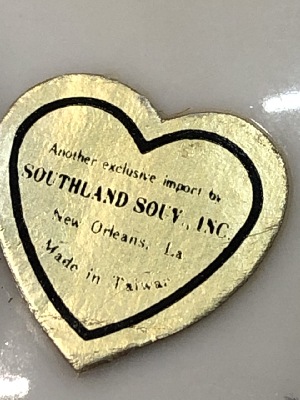 Another exclusive import by
SOUTHLAND SOUV., INC.
New Orleans, La.
Made in Taiwan